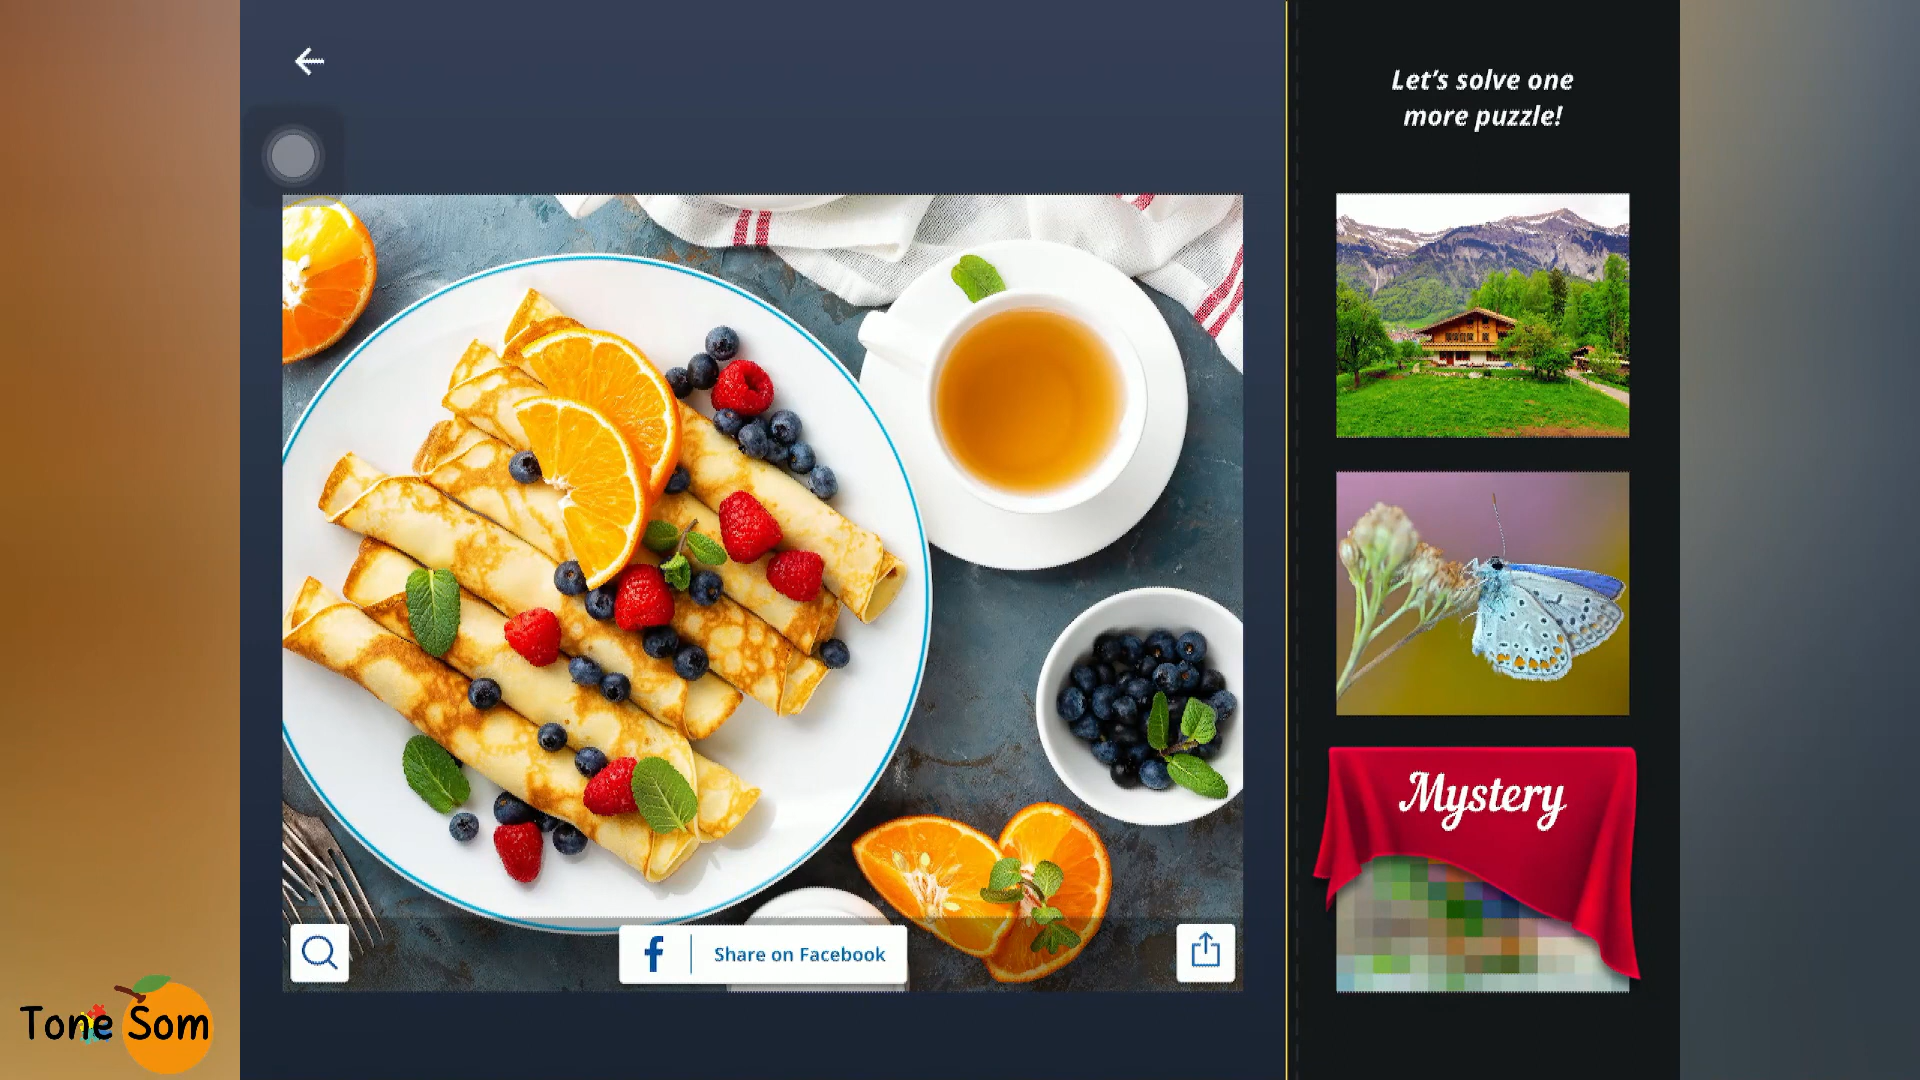 Let's solve one
more puzzle!
Mystery
f
Share on Facebook
Tone Som